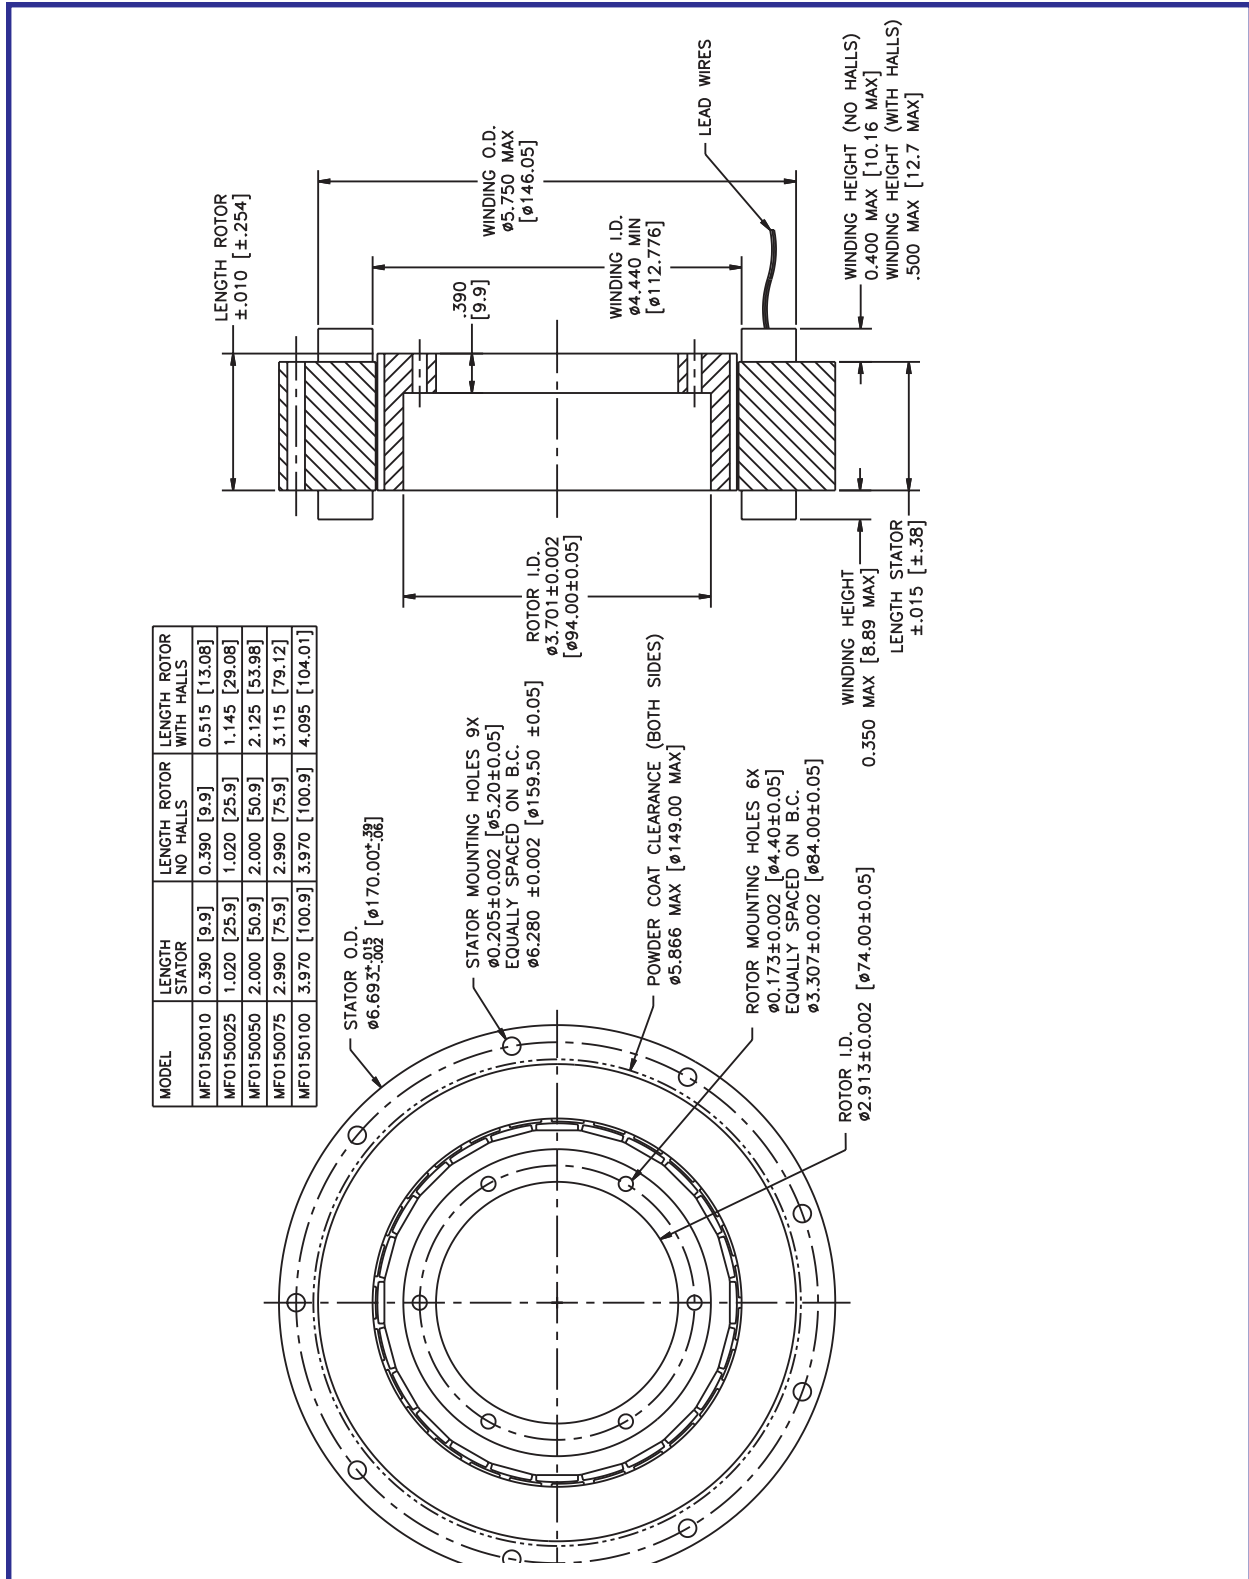 MODEL LENGTH STATOR LENGTH ROTOR NO HALLS LENGTH ROTOR WITH HALLS
MF0150010 0.390 [9.9] 0.390 [9.9] 0.515 [13.08]
MF0150025 1.020 [25.9] 1.020 [25.9] 1.145 [29.08]
MF0150050 2.000 [50.9] 2.000 [50.9] 2.125 [53.98]
MF0150075 2.990 [75.9] 2.990 [75.9] 3.115 [79.12]
MF0150100 3.970 [100.9] 3.970 [100.9] 4.095 [104.01]
STATOR O.D.
ø6.693+.015 -.002 [ø170.00+.39 -.06]
STATOR MOUNTING HOLES 9X
ø0.205±0.002 [ø5.20±0.05]
EQUALLY SPACED ON B.C.
ø6.280 ±0.002 [ø159.50 ±0.05]
POWDER COAT CLEARANCE (BOTH SIDES)
ø5.866 MAX [ø149.00 MAX]
ROTOR MOUNTING HOLES 6X
ø0.173±0.002 [ø4.40±0.05]
EQUALLY SPACED ON B.C.
ø3.307±0.002 [ø84.00±0.05]
ROTOR I.D.
ø2.913±0.002 [ø74.00±0.05]
LENGTH ROTOR
±.010 [±.254]
WINDING O.D.
ø5.750 MAX
[ø146.05]
.390
[9.9]
WINDING I.D.
ø4.440 MIN
[ø112.776]
LEAD WIRES
WINDING HEIGHT (NO HALLS)
0.400 MAX [10.16 MAX]
WINDING HEIGHT (WITH HALLS)
.500 MAX [12.7 MAX]
ROTOR I.D.
ø3.701±0.002
[ø94.00±0.05]
WINDING HEIGHT
0.350 MAX [8.89 MAX]
LENGTH STATOR
±.015 [±.38]